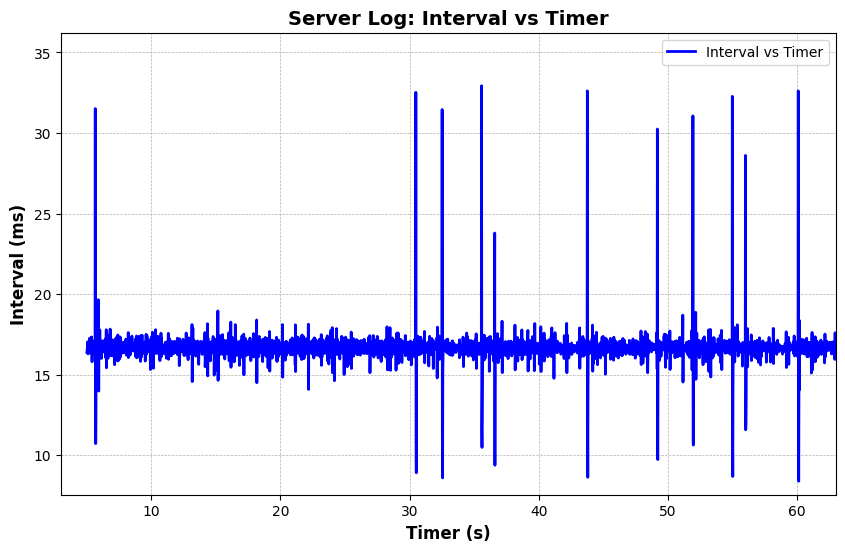 Server Log: Interval vs Timer
Interval vs Timer
35
30
25
20
15
10
Interval (ms)
10 20 30 40 50 60
Timer (s)